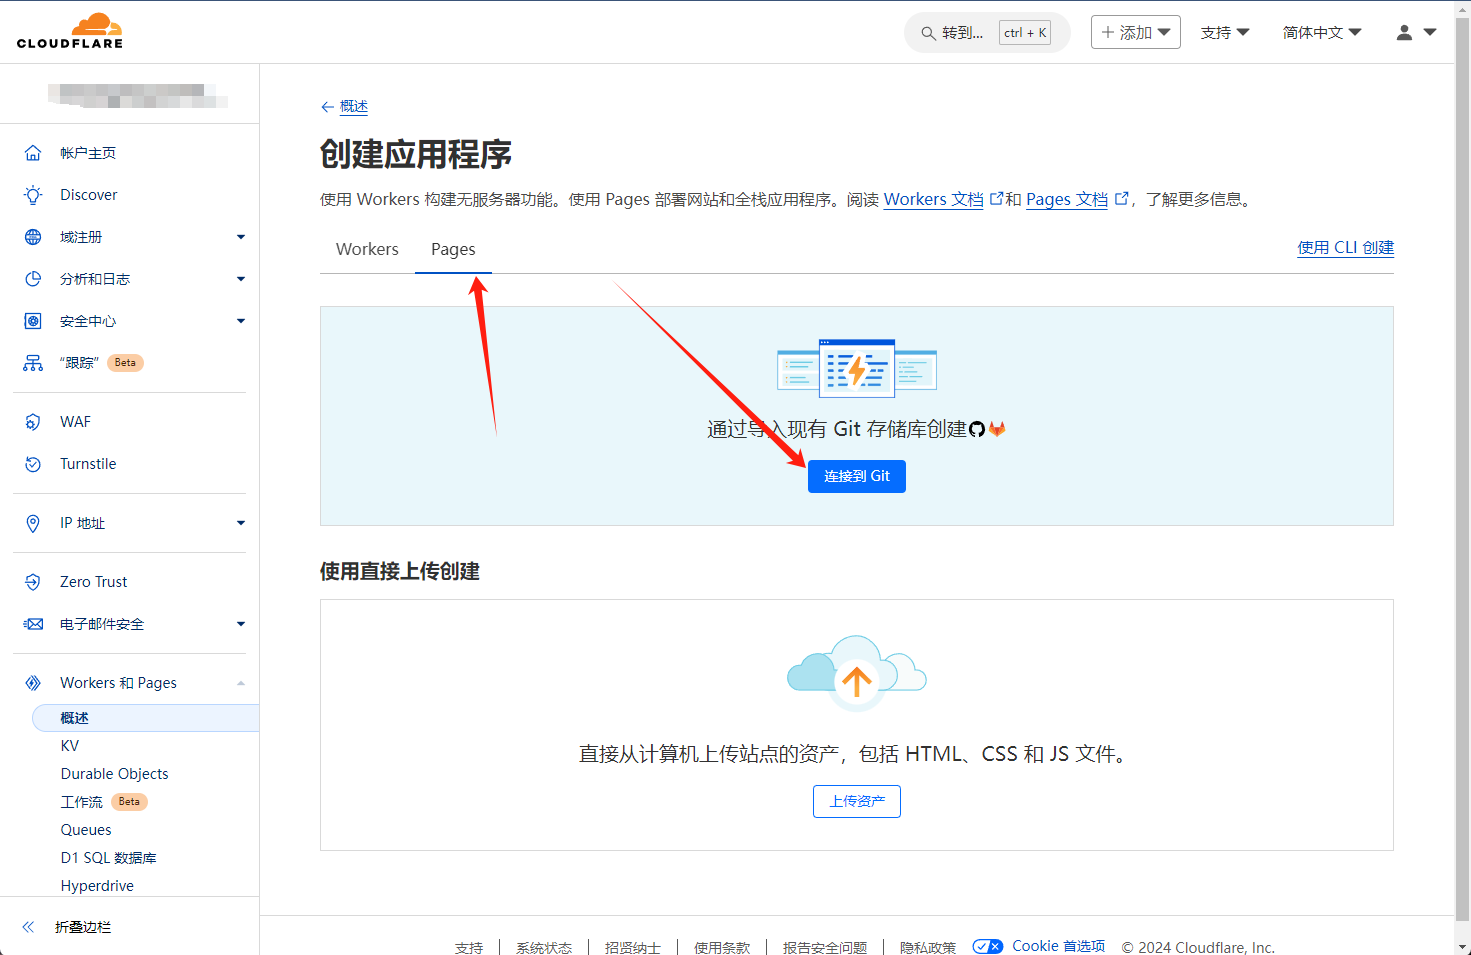 CLOUDFLARE
转到...
ctrl + K
添加
支持
简体中文
帐户主页
Discover
域注册
分析和日志
安全中心
“跟踪” Beta
WAF
Turnstile
IP 地址
Zero Trust
电子邮件安全
Workers 和 Pages
概述
KV
Durable Objects
工作流 Beta
Queues
D1 SQL 数据库
Hyperdrive
折叠边栏
概述
创建应用程序
使用 Workers 构建无服务器功能。使用 Pages 部署网站和全栈应用程序。阅读 Workers 文档 和 Pages 文档 ，了解更多信息。
Workers Pages
使用 CLI 创建
通过导入现有 Git 存储库创建
连接到 Git
使用直接上传创建
直接从计算机上传站点的资产，包括 HTML、CSS 和 JS 文件。
上传资产
支持 系统状态 招贤纳士 使用条款 报告安全问题 隐私政策 Cookie 首选项 © 2024 Cloudflare, Inc.